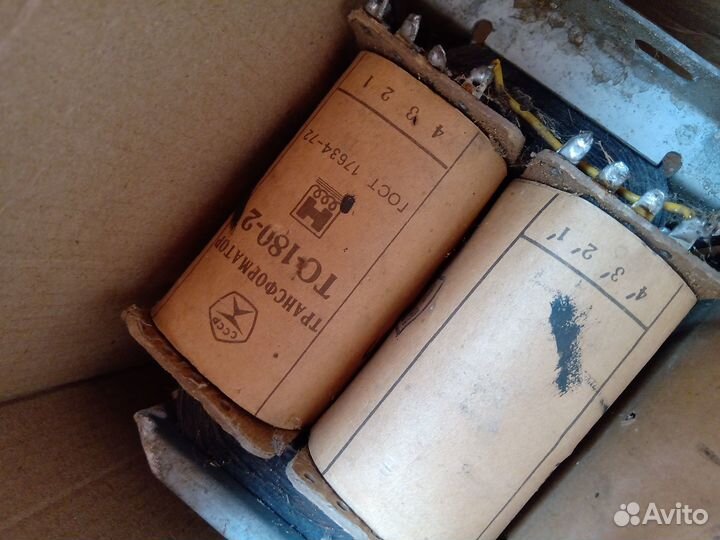 4 3 2 1
ГОСТ 17634-72
Н
ТС-180-2
ТРАНСФОРМАТОР
СССР
4' 3' 2' 1'
Avito